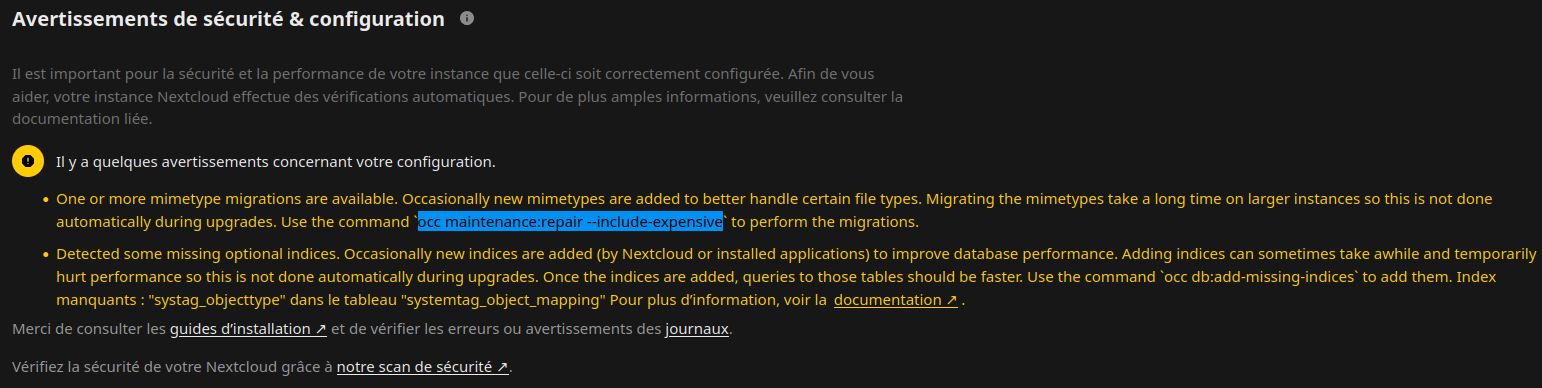 Avertissements de sécurité & configuration
Il est important pour la sécurité et la performance de votre instance que celle-ci soit correctement configurée. Afin de vous
aider, votre instance Nextcloud effectue des vérifications automatiques. Pour de plus amples informations, veuillez consulter la
documentation liée.
Il y a quelques avertissements concernant votre configuration.
• One or more mimetype migrations are available. Occasionally new mimetypes are added to better handle certain file types. Migrating the mimetypes take a long time on larger instances so this is not done
automatically during upgrades. Use the command `occ maintenance:repair --include-expensive` to perform the migrations.
• Detected some missing optional indices. Occasionally new indices are added (by Nextcloud or installed applications) to improve database performance. Adding indices can sometimes take awhile and temporarily
hurt performance so this is not done automatically during upgrades. Once the indices are added, queries to those tables should be faster. Use the command `occ db:add-missing-indices` to add them. Index
manquants : "systag_objecttype" dans le tableau "systemtag_object_mapping" Pour plus d’information, voir la documentation ↗ .
Merci de consulter les guides d’installation ↗ et de vérifier les erreurs ou avertissements des journaux.
Vérifiez la sécurité de votre Nextcloud grâce à notre scan de sécurité ↗.